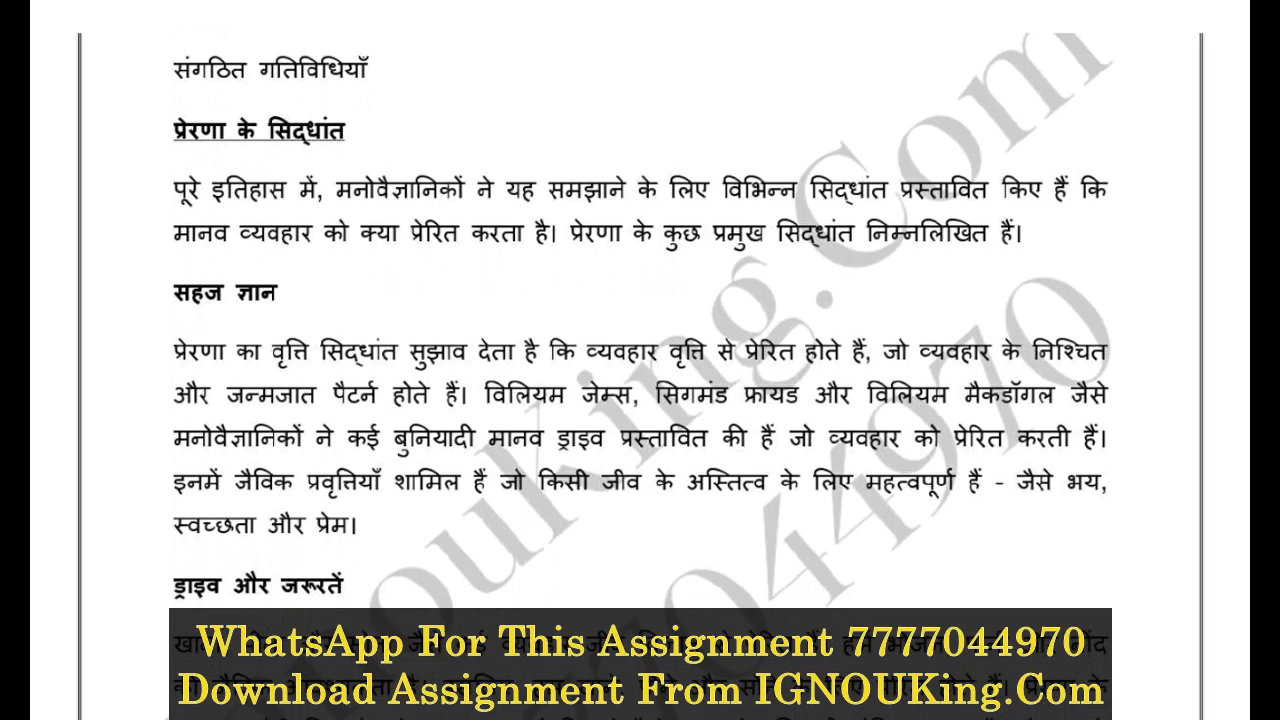 संगठित गतिविधियाँ
प्रेरणा के सिद्धांत
पूरे इतिहास में, मनोवैज्ञानिकों ने यह समझाने के लिए विभिन्न सिद्धांत प्रस्तावित किए हैं कि
मानव व्यवहार को क्या प्रेरित करता है। प्रेरणा के कुछ प्रमुख सिद्धांत निम्नलिखित हैं।
सहज ज्ञान
प्रेरणा का वृत्ति सिद्धांत सुझाव देता है कि व्यवहार वृत्ति से प्रेरित होते हैं, जो व्यवहार के निश्चित
और जन्मजात पैटर्न होते हैं। विलियम जेम्स, सिगमंड फ्रायड और विलियम मैकडॉगल जैसे
मनोवैज्ञानिकों ने कई बुनियादी मानव ड्राइव प्रस्तावित की हैं जो व्यवहार को प्रेरित करती हैं।
इनमें जैविक प्रवृत्तियाँ शामिल हैं जो किसी जीव के अस्तित्व के लिए महत्वपूर्ण हैं - जैसे भय,
स्वच्छता और प्रेम।
ड्राइव और जरूरतें
WhatsApp For This Assignment 7777044970
Download Assignment From IGNOUKing.Com